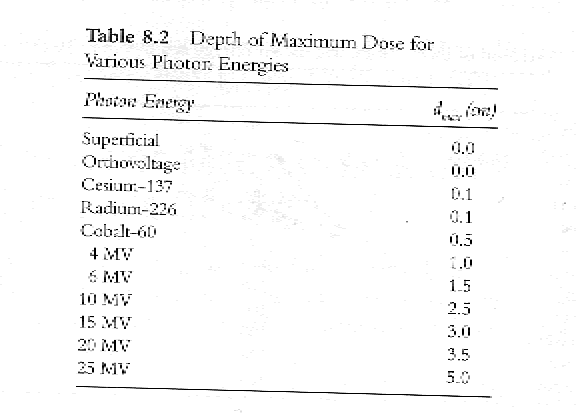 Table 8.2 Depth of Maximum Dose for
Various Photon Energies
Photon Energy d max (cm)
Superficial 0.0
Orthovoltage 0.0
Cesium-137 0.1
Radium-226 0.1
Cobalt-60 0.5
4 MV 1.0
6 MV 1.5
10 MV 2.5
15 MV 3.0
20 MV 3.5
25 MV 5.0